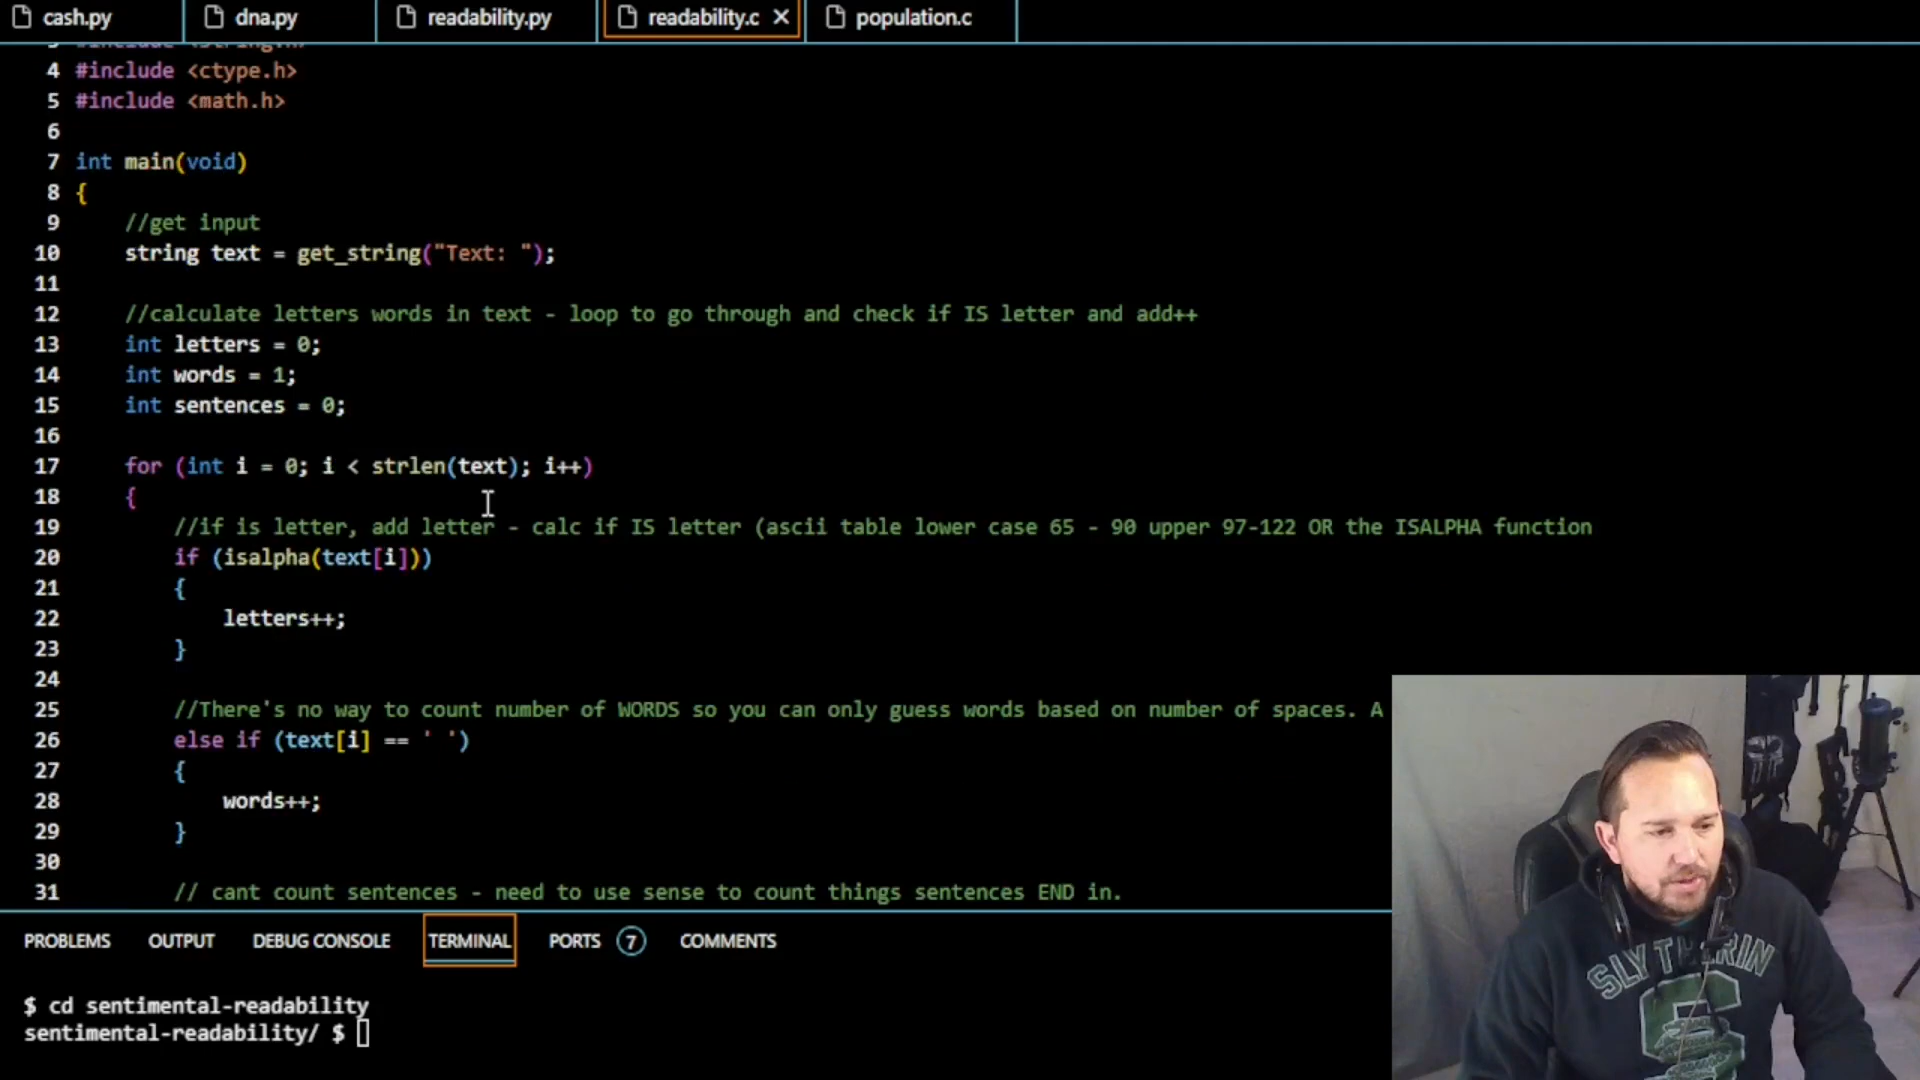 cash.py
dna.py
readability.py
readability.c
population.c
4 #include <ctype.h>
5 #include <math.h>
6
7 int main(void)
8 {
9 //get input
10 string text = get_string("Text: ");
11
12 //calculate letters words in text - loop to go through and check if IS letter and add++
13 int letters = 0;
14 int words = 1;
15 int sentences = 0;
16
17 for (int i = 0; i < strlen(text); i++)
18 {
19 //if is letter, add letter - calc if IS letter (ascii table lower case 65 - 90 upper 97-122 OR the ISALPHA function
20 if (isalpha(text[i]))
21 {
22 letters++;
23 }
24
25 //There's no way to count number of WORDS so you can only guess words based on number of spaces. A
26 else if (text[i] == ' ')
27 {
28 words++;
29 }
30
31 // cant count sentences - need to use sense to count things sentences END in.
PROBLEMS OUTPUT DEBUG CONSOLE TERMINAL PORTS 7 COMMENTS
$ cd sentimental-readability
sentimental-readability/ $
SLYTHERIN